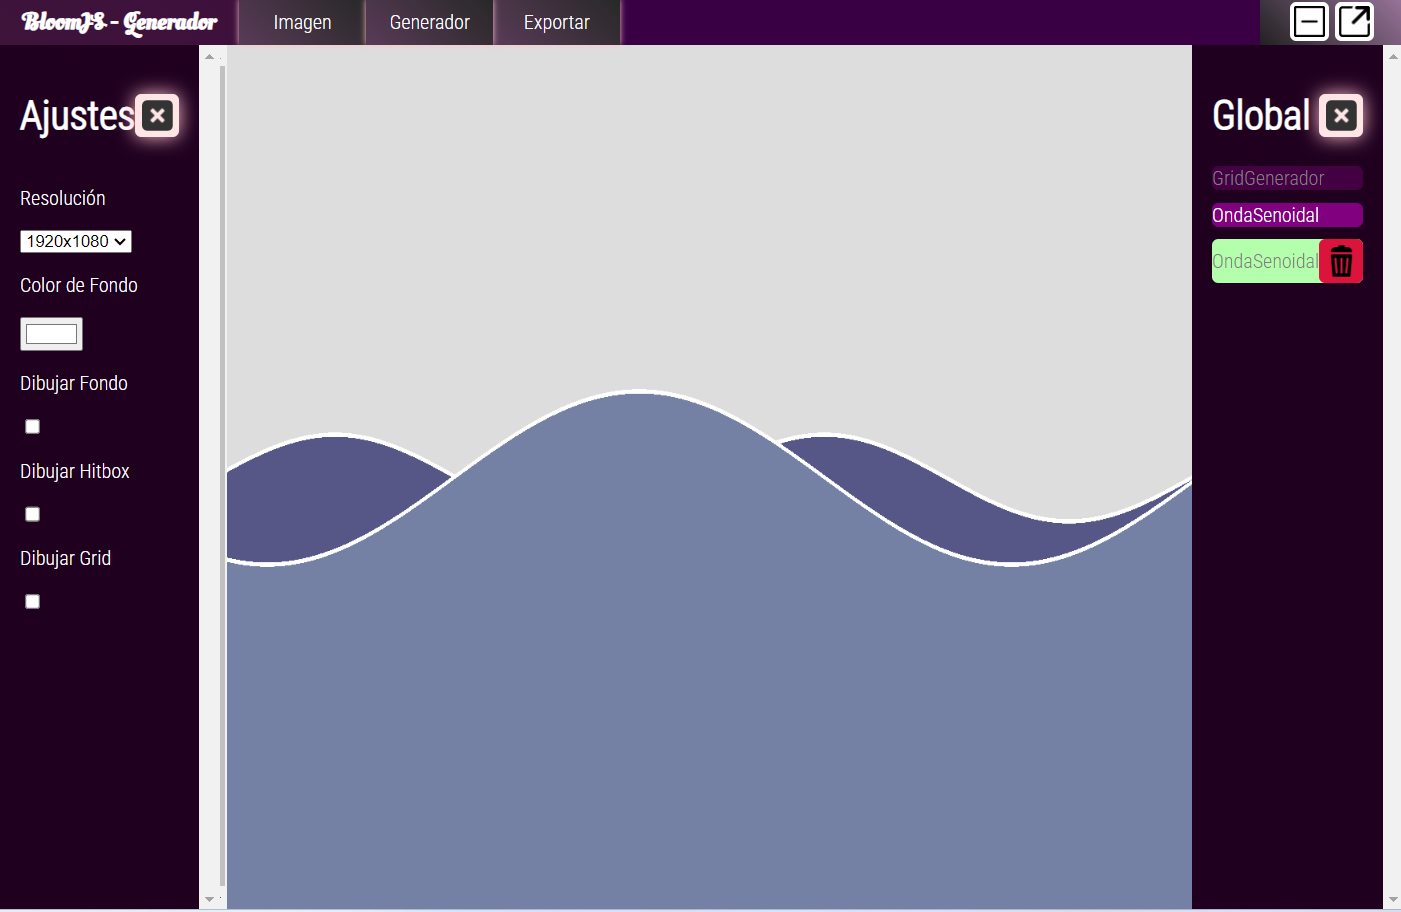 BloomJS - Generador
Imagen
Generador
Exportar
Ajustes
Resolución
1920x1080
Color de Fondo
Dibujar Fondo
Dibujar Hitbox
Dibujar Grid
Global
GridGenerador
OndaSenoidal
OndaSenoidal